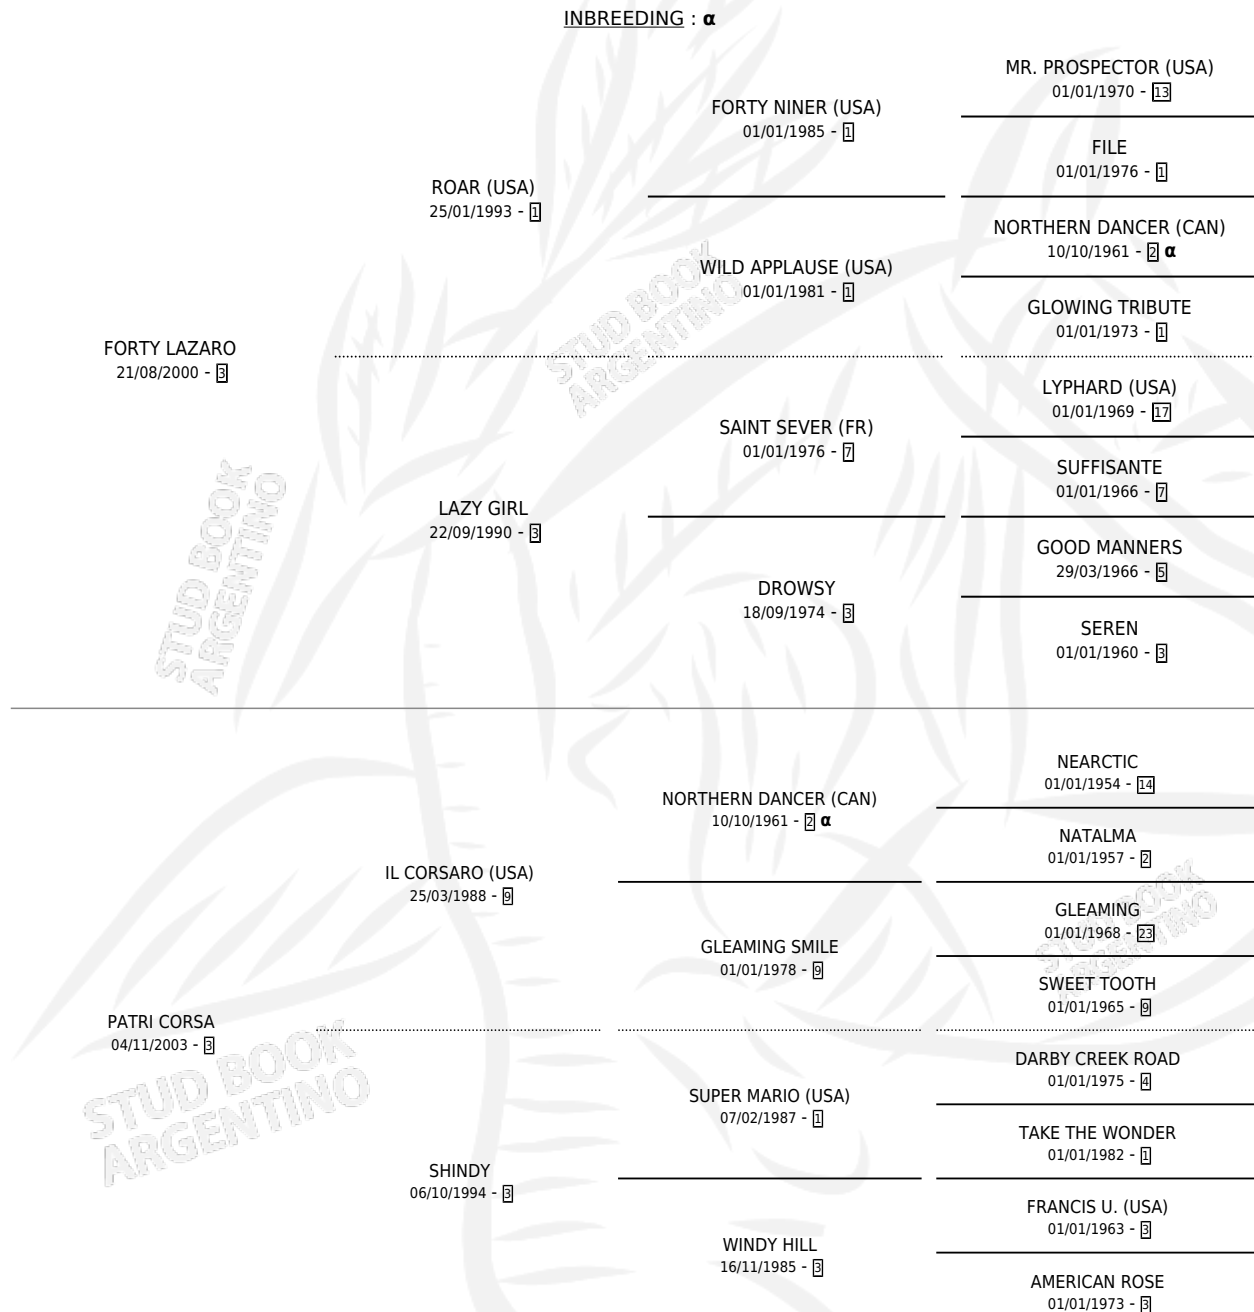 INBREEDING : α
MR. PROSPECTOR (USA)
01/01/1970 - 13
FORTY NINER (USA)
01/01/1985 - 1
FILE
01/01/1976 - 1
ROAR (USA)
25/01/1993 - 1
NORTHERN DANCER (CAN)
10/10/1961 - 2 α
WILD APPLAUSE (USA)
01/01/1981 - 1
GLOWING TRIBUTE
01/01/1973 - 1
FORTY LAZARO
21/08/2000 - 3
LYPHARD (USA)
01/01/1969 - 17
SAINT SEVER (FR)
01/01/1976 - 7
SUFFISANTE
01/01/1966 - 7
LAZY GIRL
22/09/1990 - 3
GOOD MANNERS
29/03/1966 - 5
DROWSY
18/09/1974 - 3
SEREN
01/01/1960 - 3
NEARCTIC
01/01/1954 - 14
NORTHERN DANCER (CAN)
10/10/1961 - 2 α
NATALMA
01/01/1957 - 2
IL CORSARO (USA)
25/03/1988 - 9
GLEAMING
01/01/1968 - 23
GLEAMING SMILE
01/01/1978 - 9
SWEET TOOTH
01/01/1965 - 9
PATRI CORSA
04/11/2003 - 3
DARBY CREEK ROAD
01/01/1975 - 4
SUPER MARIO (USA)
07/02/1987 - 1
TAKE THE WONDER
01/01/1982 - 1
SHINDY
06/10/1994 - 3
FRANCIS U. (USA)
01/01/1963 - 3
WINDY HILL
16/11/1985 - 3
AMERICAN ROSE
01/01/1973 - 3
STUD BOOK
ARGENTINO
STUD BOOK
ARGENTINO
STUD BOOK
ARGENTINO
STUD BOOK
ARGENTINO